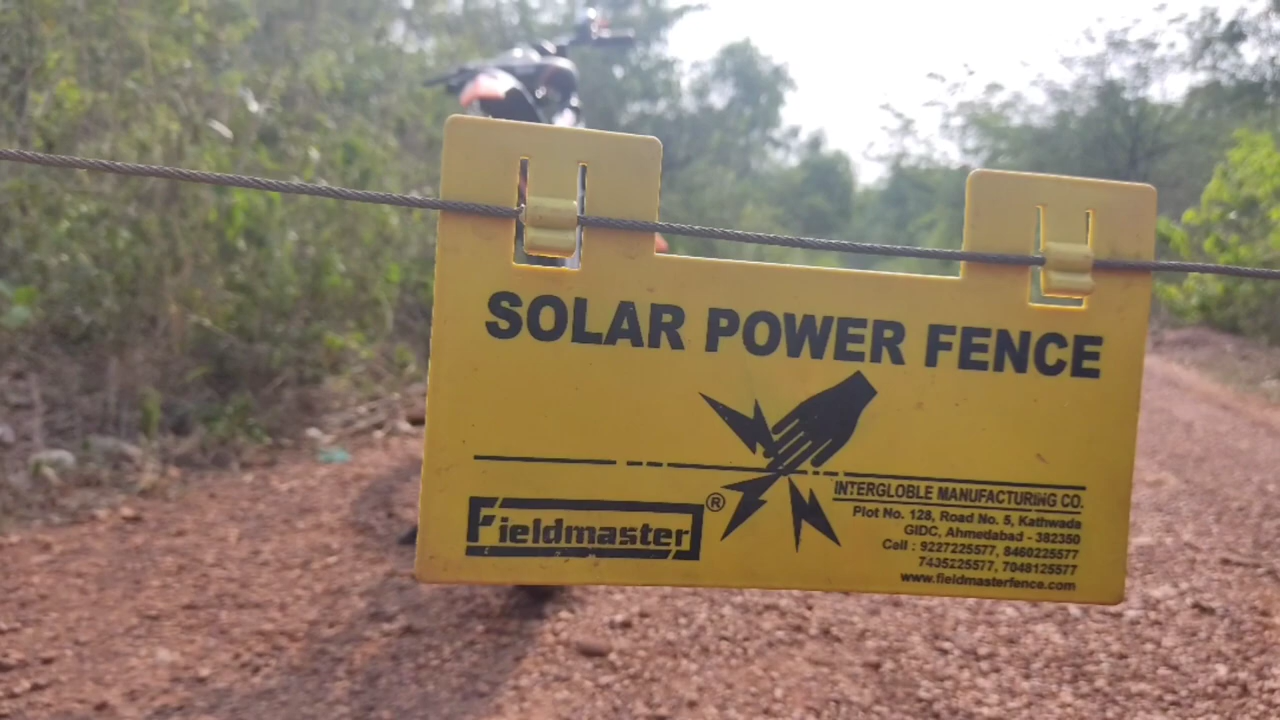 SOLAR POWER FENCE
Fieldmaster®
INTERGLOBLE MANUFACTURING CO.
Plot No. 128, Road No. 5, Kathwada
GIDC, Ahmedabad - 382350
Cell : 9227225577, 8460225577
7435225577, 7048125577
www.fieldmasterfence.com